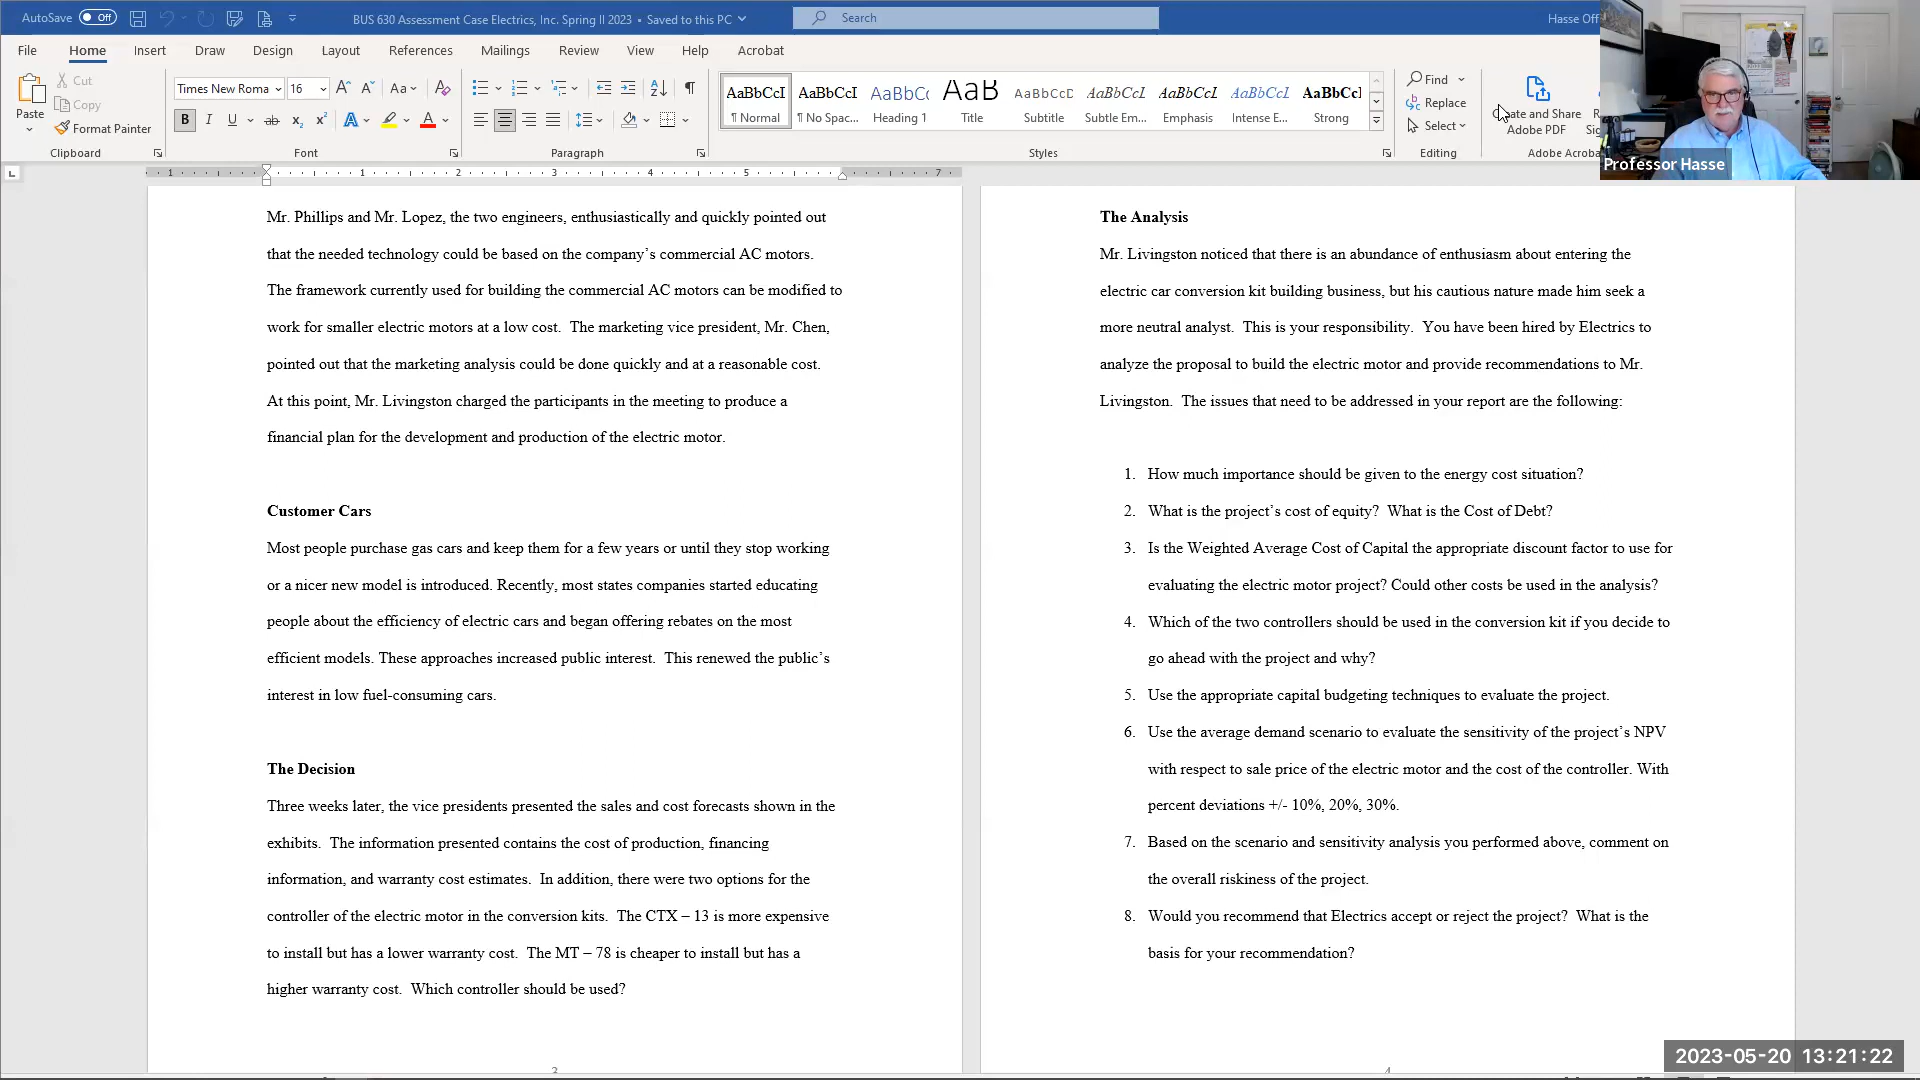 AutoSave Off
BUS 630 Assessment Case Electrics, Inc. Spring II 2023 • Saved to this PC
Search
Hasse Off
File Home Insert Draw Design Layout References Mailings Review View Help Acrobat
Paste
Cut
Copy
Format Painter
Clipboard
Times New Roma
16
Aa
Font
Paragraph
AaBbCcI
¶ Normal
AaBbCcI
¶ No Spac...
AaBbCc
Heading 1
AaB
Title
AaBbCcD
Subtitle
AaBbCcL
Subtle Em...
AaBbCcL
Emphasis
AaBbCcL
Intense E...
AaBbCcI
Strong
Styles
Find
Replace
Select
Editing
and Share
Adobe PDF
Adobe Acroba
Professor Hasse
1 1 2 3 4 5 7
Mr. Phillips and Mr. Lopez, the two engineers, enthusiastically and quickly pointed out
that the needed technology could be based on the company’s commercial AC motors.
The framework currently used for building the commercial AC motors can be modified to
work for smaller electric motors at a low cost. The marketing vice president, Mr. Chen,
pointed out that the marketing analysis could be done quickly and at a reasonable cost.
At this point, Mr. Livingston charged the participants in the meeting to produce a
financial plan for the development and production of the electric motor.
Customer Cars
Most people purchase gas cars and keep them for a few years or until they stop working
or a nicer new model is introduced. Recently, most states companies started educating
people about the efficiency of electric cars and began offering rebates on the most
efficient models. These approaches increased public interest. This renewed the public’s
interest in low fuel-consuming cars.
The Decision
Three weeks later, the vice presidents presented the sales and cost forecasts shown in the
exhibits. The information presented contains the cost of production, financing
information, and warranty cost estimates. In addition, there were two options for the
controller of the electric motor in the conversion kits. The CTX – 13 is more expensive
to install but has a lower warranty cost. The MT – 78 is cheaper to install but has a
higher warranty cost. Which controller should be used?
3
The Analysis
Mr. Livingston noticed that there is an abundance of enthusiasm about entering the
electric car conversion kit building business, but his cautious nature made him seek a
more neutral analyst. This is your responsibility. You have been hired by Electrics to
analyze the proposal to build the electric motor and provide recommendations to Mr.
Livingston. The issues that need to be addressed in your report are the following:
1. How much importance should be given to the energy cost situation?
2. What is the project’s cost of equity? What is the Cost of Debt?
3. Is the Weighted Average Cost of Capital the appropriate discount factor to use for
evaluating the electric motor project? Could other costs be used in the analysis?
4. Which of the two controllers should be used in the conversion kit if you decide to
go ahead with the project and why?
5. Use the appropriate capital budgeting techniques to evaluate the project.
6. Use the average demand scenario to evaluate the sensitivity of the project’s NPV
with respect to sale price of the electric motor and the cost of the controller. With
percent deviations +/- 10%, 20%, 30%.
7. Based on the scenario and sensitivity analysis you performed above, comment on
the overall riskiness of the project.
8. Would you recommend that Electrics accept or reject the project? What is the
basis for your recommendation?
4
2023-05-20 13:21:22